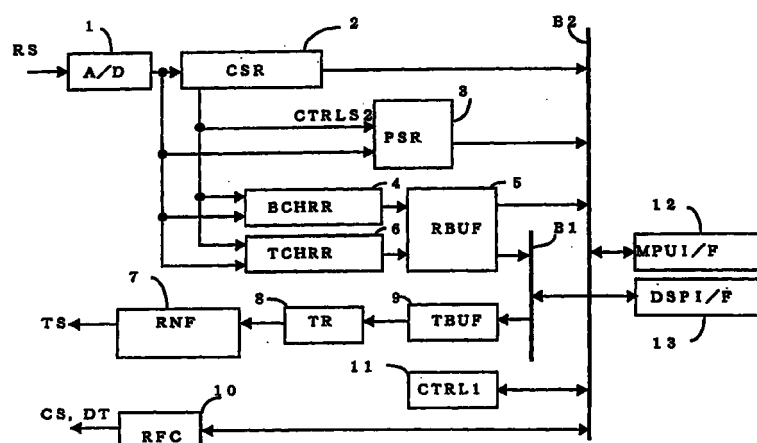 1
2
B2
RS
A/D
CSR
3
CTRLS2
PSR
4
5
BCHRR
RBUF
B1
6
TCHRR
12
MPUI/F
7
8
9
DSPI/F
TS
RNF
TR
TBUF
13
11
CTRL1
10
CS, DT
RFC